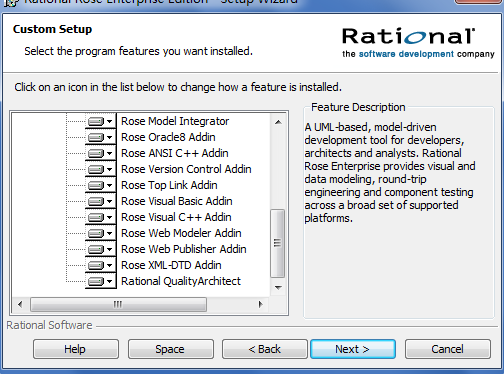 Rational Rose Enterprise Edition - Setup Wizard
Custom Setup
Select the program features you want installed.
Rational
the software development company
Click on an icon in the list below to change how a feature is installed.
Rose Model Integrator
Rose Oracle8 Addin
Rose ANSI C++ Addin
Rose Version Control Addin
Rose Top Link Addin
Rose Visual Basic Addin
Rose Visual C++ Addin
Rose Web Modeler Addin
Rose Web Publisher Addin
Rose XML-DTD Addin
Rational QualityArchitect
Feature Description
A UML-based, model-driven
development tool for developers,
architects and analysts. Rational
Rose Enterprise provides visual and
data modeling, round-trip
engineering and component testing
across a broad set of supported
platforms.
Rational Software
Help
Space
< Back
Next >
Cancel